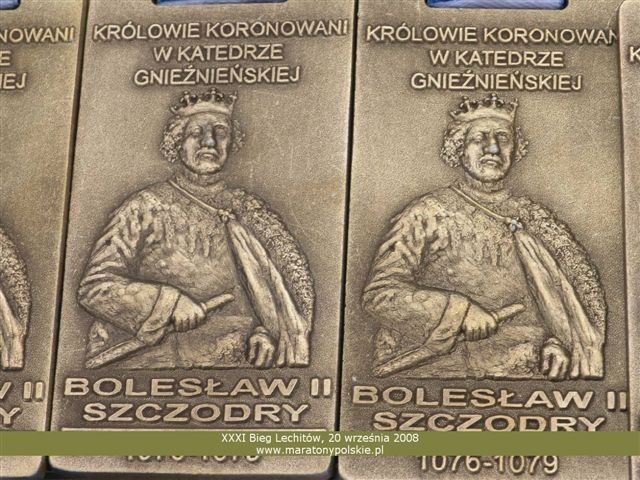 KRÓLOWIE KORONOWANI
W KATEDRZE
GNIEŹNIEŃSKIEJ
BOLESŁAW II
SZCZODRY
KRÓLOWIE KORONOWANI
W KATEDRZE
GNIEŹNIEŃSKIEJ
BOLESŁAW II
SZCZODRY
1076-1079
XXXI Bieg Lechitów, 20 września 2008
www.maratonypolskie.pl